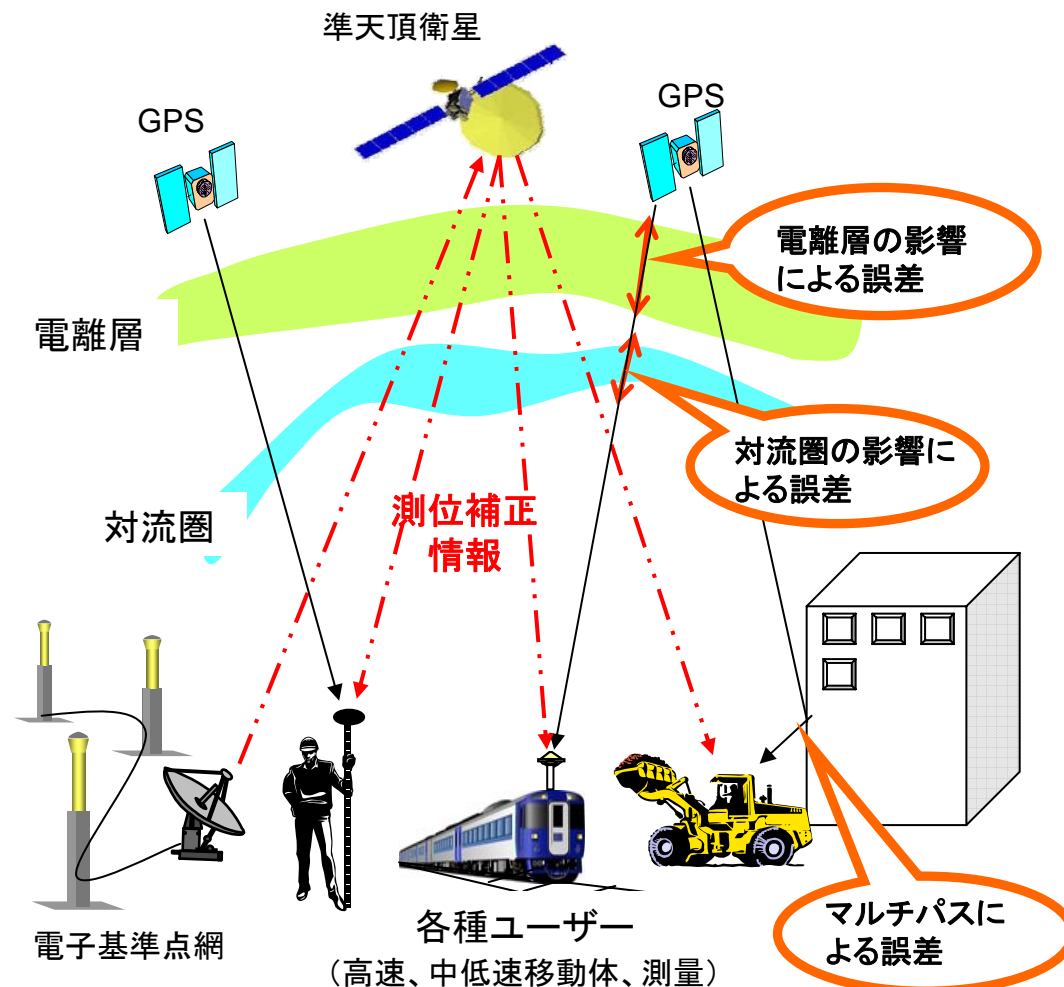 準天頂衛星
GPS
GPS
電離層の影響
による誤差
電離層
対流圏の影響に
よる誤差
対流圏
測位補正
情報
電子基準点網
各種ユーザー
（高速、中低速移動体、測量）
マルチパスに
よる誤差